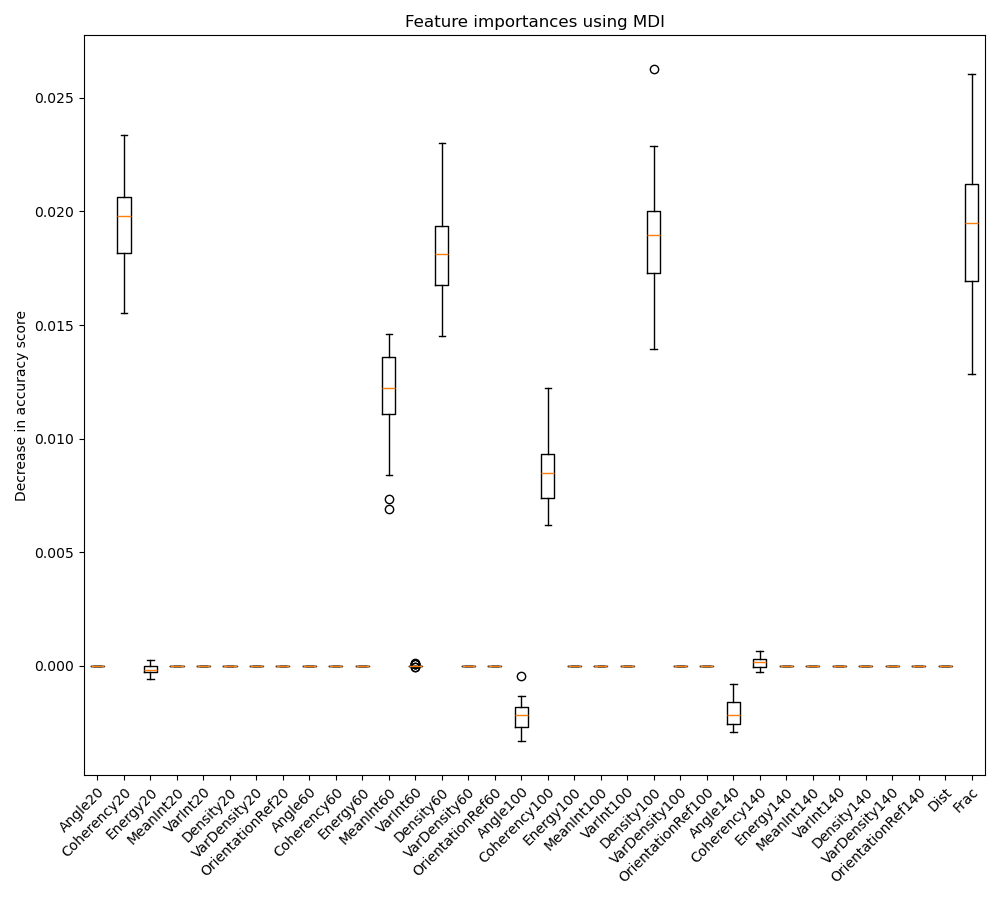 Feature importances using MDI
Decrease in accuracy score
0.025
0.020
0.015
0.010
0.005
0.000
Angle20
Coherency20
Energy20
MeanInt20
VarInt20
Density20
VarDensity20
OrientationRef20
Angle60
Coherency60
Energy60
MeanInt60
VarInt60
Density60
VarDensity60
OrientationRef60
Angle100
Coherency100
Energy100
MeanInt100
VarInt100
Density100
VarDensity100
OrientationRef100
Angle140
Coherency140
Energy140
MeanInt140
VarInt140
Density140
VarDensity140
OrientationRef140
Dist
Frac